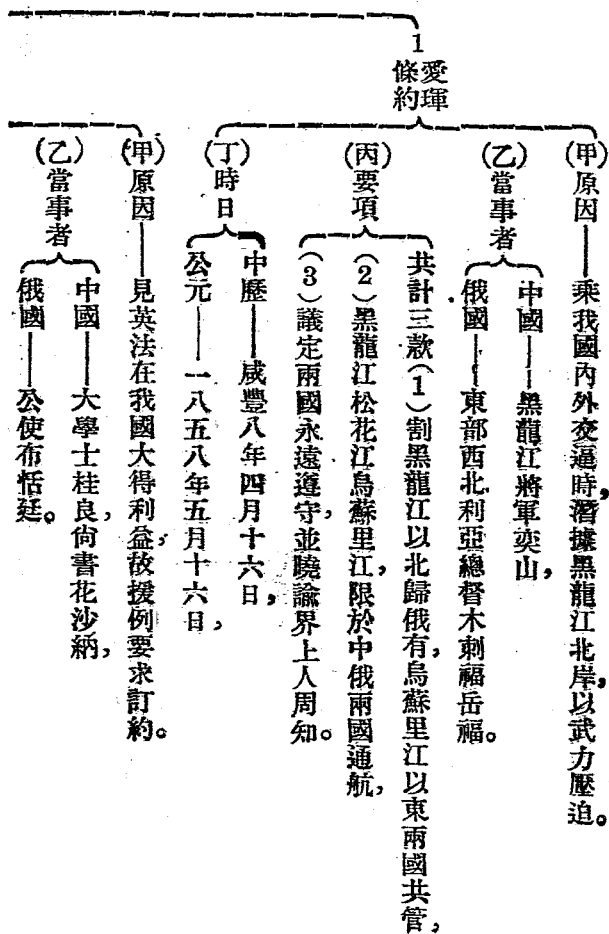 1愛琿
條約
(甲)原因——乘我國內外交逼時,潛據黑龍江北岸,以武力壓迫。
(乙)當事者
中國——黑龍江將軍奕山,
俄國——東部西北利亞總督木剌福岳福。
(丙)要項
共計三款(1)割黑龍江以北歸俄有,烏蘇里江以東兩國共管,
(2)黑龍江松花江烏蘇里江,限於中俄兩國通航,
(3)議定兩國永遠遵守,並曉諭界上人周知。
(丁)時日
中歷——咸豐八年四月十六日,
公元——一八五八年五月十六日,
(甲)原因——見英法在我國大得利益,故援例要求訂約。
(乙)當事者
中國——大學士桂良,尙書花沙納,
俄國——公使布恬廷。